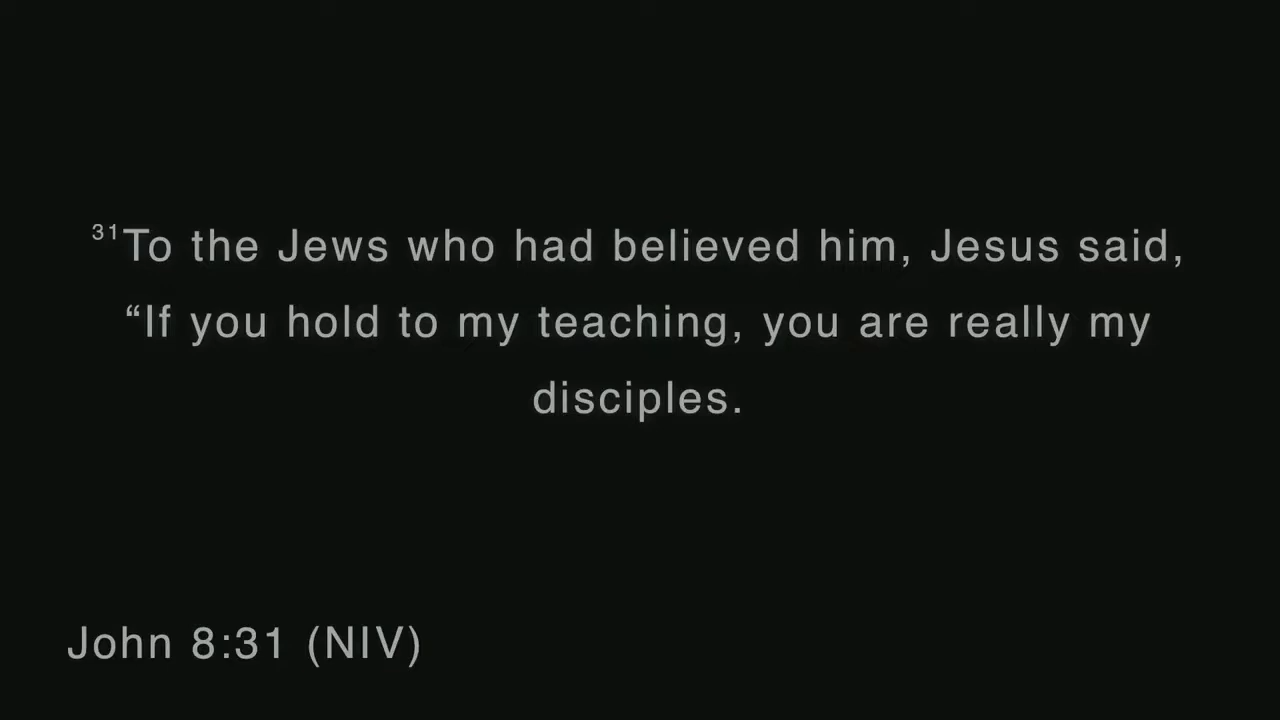 31To the Jews who had believed him, Jesus said,
“If you hold to my teaching, you are really my
disciples.
John 8:31 (NIV)